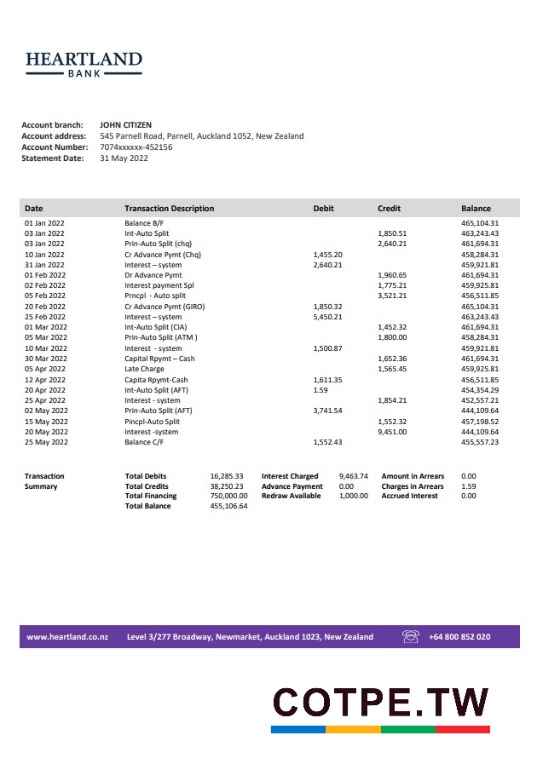 HEARTLAND
BANK
Account branch: JOHN CITIZEN
Account address: 545 Parnell Road, Parnell, Auckland 1052, New Zealand
Account Number: 7074xxxxxx-452156
Statement Date: 31 May 2022
Date Transaction Description Debit Credit Balance
01 Jan 2022 Balance B/F 465,104.31
03 Jan 2022 Int-Auto Split 1,850.51 463,243.43
03 Jan 2022 Prin-Auto Split (chq) 2,640.21 461,694.31
10 Jan 2022 Cr Advance Pymt (Chq) 1,455.20 458,284.31
31 Jan 2022 Interest – system 2,640.21 459,921.81
01 Feb 2022 Dr Advance Pymt 1,960.65 461,694.31
02 Feb 2022 Interest payment Spl 1,775.21 459,925.81
05 Feb 2022 Prncpl - Auto split 3,521.21 456,511.85
20 Feb 2022 Cr Advance Pymt (GIRO) 1,850.32 458,284.31
25 Feb 2022 Interest – system 5,450.21 463,243.43
01 Mar 2022 Int-Auto Split (CIA) 1,452.32 461,694.31
05 Mar 2022 Prin-Auto Split (ATM ) 1,800.00 458,284.31
10 Mar 2022 Interest - system 1,500.87 459,921.81
30 Mar 2022 Capital Rpymt – Cash 1,652.36 461,694.31
05 Apr 2022 Late Charge 1,565.45 459,925.81
12 Apr 2022 Capita Rpymt-Cash 1,611.35 456,511.85
20 Apr 2022 Int-Auto Split (AFT) 1.59 454,354.29
25 Apr 2022 Interest - system 1,854.21 452,557.21
02 May 2022 Prin-Auto Split (AFT) 3,741.54 444,109.64
15 May 2022 Pincpl-Auto Split 1,552.32 457,198.52
20 May 2022 Interest -system 9,451.00 444,109.64
25 May 2022 Balance C/F 1,552.43 455,557.23
Transaction Total Debits 16,285.33 Interest Charged 9,463.74 Amount in Arrears 0.00
Summary Total Credits 38,250.23 Advance Payment 0.00 Charges in Arrears 1.59
Total Financing 750,000.00 Redraw Available 1,000.00 Accrued Interest 0.00
Total Balance 455,106.64
www.heartland.co.nz Level 3/277 Broadway, Newmarket, Auckland 1023, New Zealand +64 800 852 020
COTPE.TW